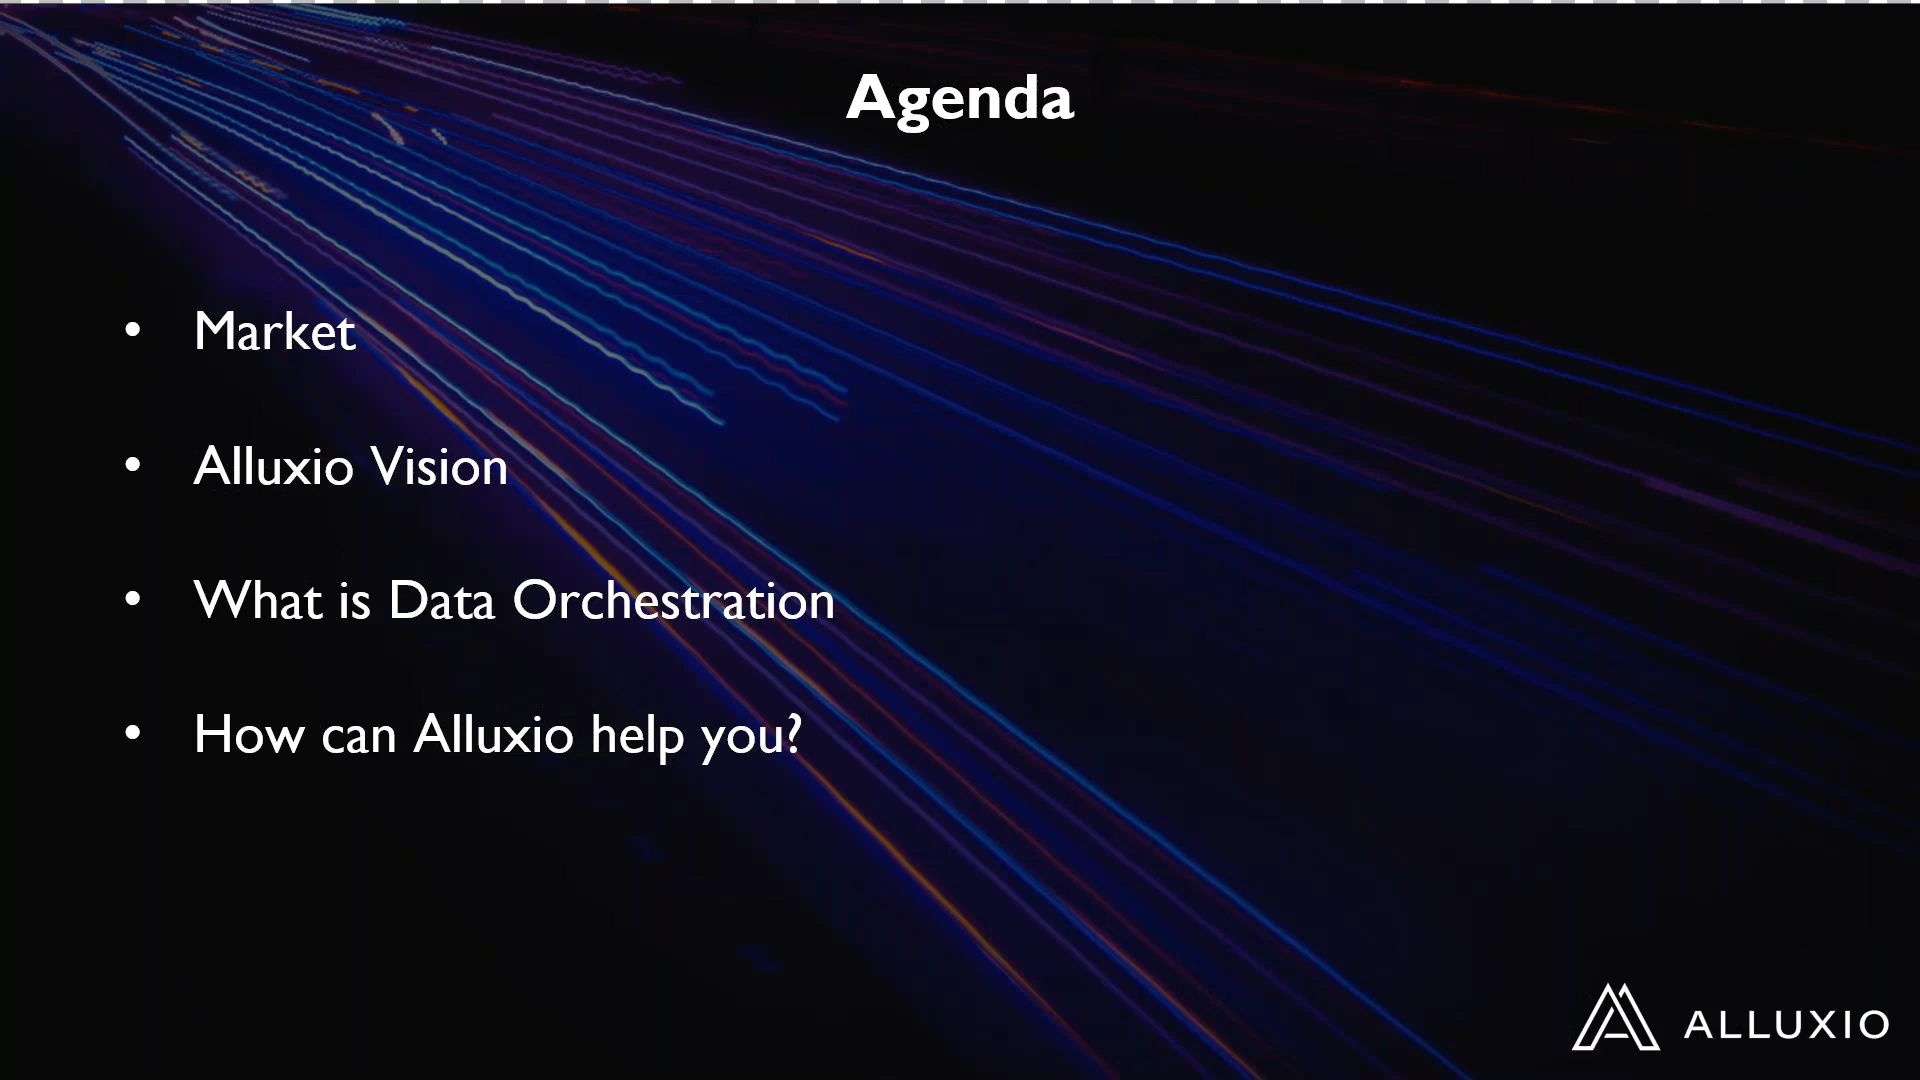 Agenda
• Market
• Alluxio Vision
• What is Data Orchestration
• How can Alluxio help you?
ALLUXIO